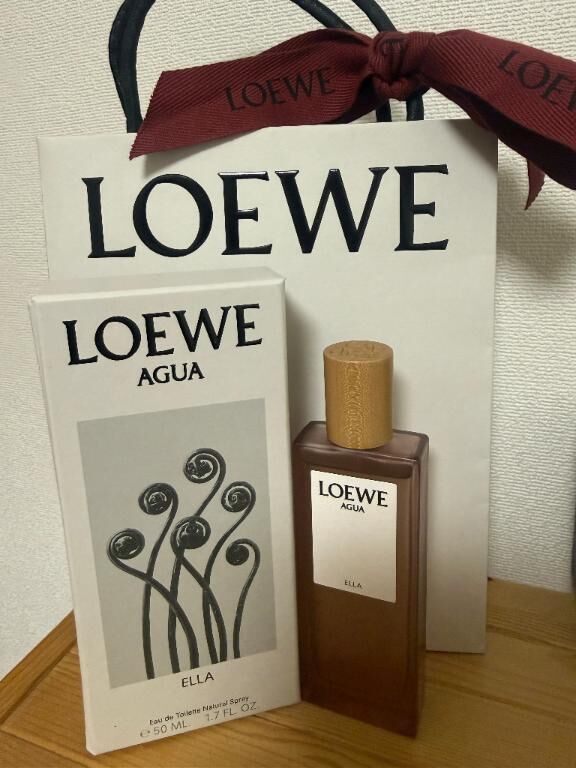 LOEWE
LOEWE
LOEWE
LOEWE
AGUA
ELLA
Eau de Toilette Natural Spray
℮ 50 ML. 1.7 FL. OZ.
LOEWE
AGUA
ELLA